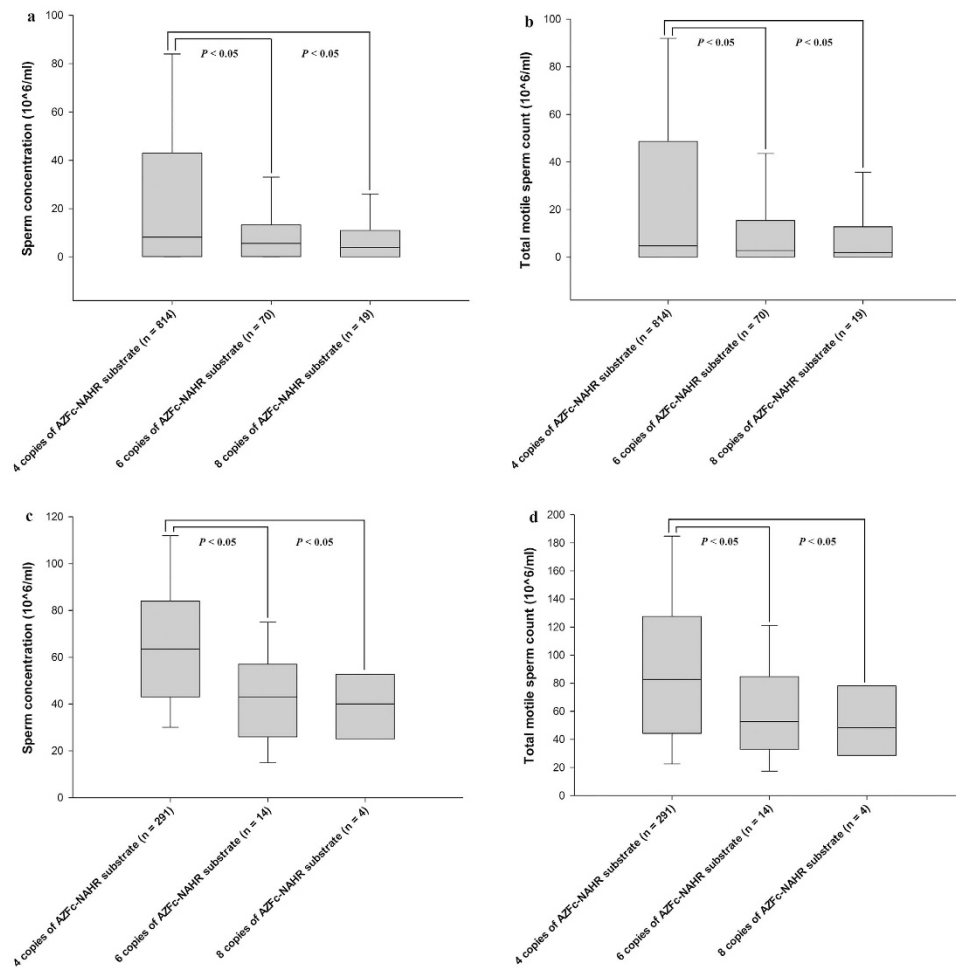 a
Sperm concentration (10^6/ml)
100
80
60
40
20
0
P < 0.05
P < 0.05
4 copies of AZFc-NAHR substrate (n = 814)
6 copies of AZFc-NAHR substrate (n = 70)
8 copies of AZFc-NAHR substrate (n = 19)
b
Total motile sperm count (10^6/ml)
100
80
60
40
20
0
P < 0.05
P < 0.05
4 copies of AZFc-NAHR substrate (n = 814)
6 copies of AZFc-NAHR substrate (n = 70)
8 copies of AZFc-NAHR substrate (n = 19)
c
Sperm concentration (10^6/ml)
120
100
80
60
40
20
0
P < 0.05
P < 0.05
4 copies of AZFc-NAHR substrate (n = 291)
6 copies of AZFc-NAHR substrate (n = 14)
8 copies of AZFc-NAHR substrate (n = 4)
d
Total motile sperm count (10^6/ml)
200
180
160
140
120
100
80
60
40
20
0
P < 0.05
P < 0.05
4 copies of AZFc-NAHR substrate (n = 291)
6 copies of AZFc-NAHR substrate (n = 14)
8 copies of AZFc-NAHR substrate (n = 4)